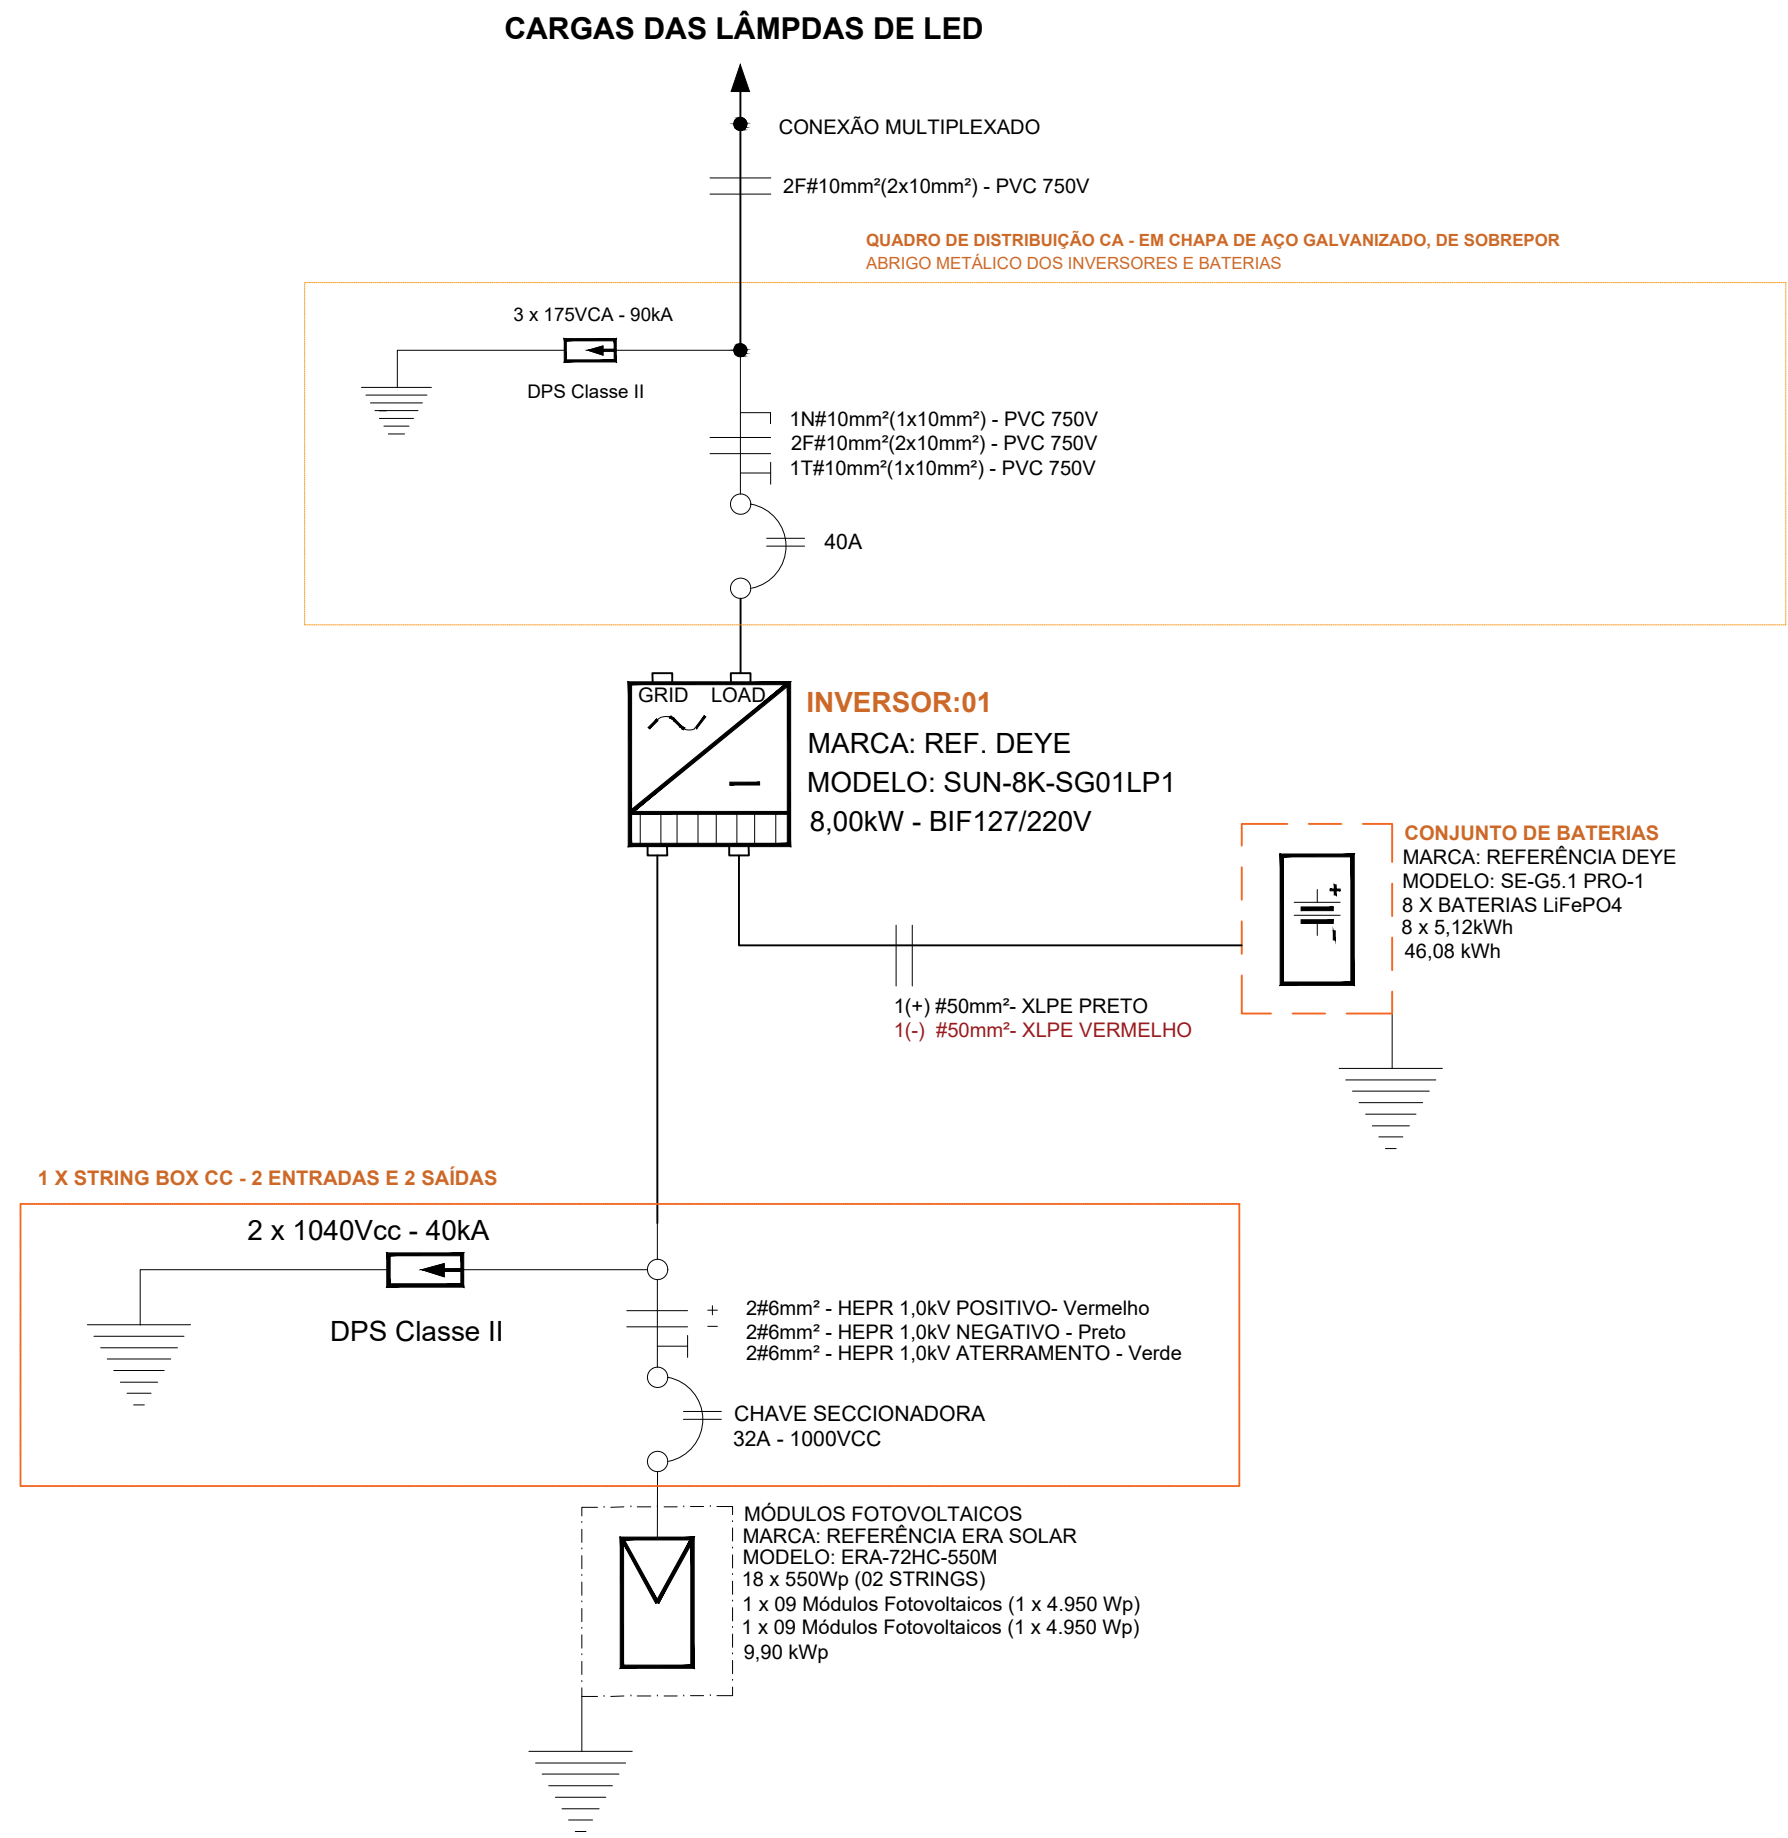 CARGAS DAS LÂMPDAS DE LED
CONEXÃO MULTIPLEXADO
2F#10mm²(2x10mm²) - PVC 750V
QUADRO DE DISTRIBUIÇÃO CA - EM CHAPA DE AÇO GALVANIZADO, DE SOBREPOR
ABRIGO METÁLICO DOS INVERSORES E BATERIAS
3 x 175VCA - 90kA
DPS Classe II
1N#10mm²(1x10mm²) - PVC 750V
2F#10mm²(2x10mm²) - PVC 750V
1T#10mm²(1x10mm²) - PVC 750V
40A
GRID LOAD
INVERSOR:01
MARCA: REF. DEYE
MODELO: SUN-8K-SG01LP1
8,00kW - BIF127/220V
CONJUNTO DE BATERIAS
MARCA: REFERÊNCIA DEYE
MODELO: SE-G5.1 PRO-1
8 X BATERIAS LiFePO4
8 x 5,12kWh
46,08 kWh
+
-
1(+) #50mm²- XLPE PRETO
1(-) #50mm²- XLPE VERMELHO
1 X STRING BOX CC - 2 ENTRADAS E 2 SAÍDAS
2 x 1040Vcc - 40kA
DPS Classe II
+ 2#6mm² - HEPR 1,0kV POSITIVO- Vermelho
− 2#6mm² - HEPR 1,0kV NEGATIVO - Preto
2#6mm² - HEPR 1,0kV ATERRAMENTO - Verde
CHAVE SECCIONADORA
32A - 1000VCC
MÓDULOS FOTOVOLTAICOS
MARCA: REFERÊNCIA ERA SOLAR
MODELO: ERA-72HC-550M
18 x 550Wp (02 STRINGS)
1 x 09 Módulos Fotovoltaicos (1 x 4.950 Wp)
1 x 09 Módulos Fotovoltaicos (1 x 4.950 Wp)
9,90 kWp